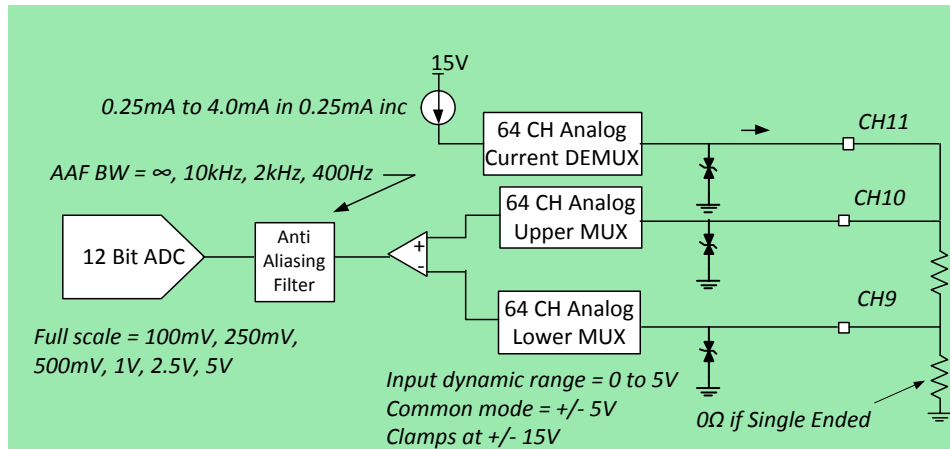 15V
0.25mA to 4.0mA in 0.25mA inc
64 CH Analog
Current DEMUX
CH11
AAF BW = ∞, 10kHz, 2kHz, 400Hz
64 CH Analog
Upper MUX
CH10
12 Bit ADC
Anti
Aliasing
Filter
+
-
64 CH Analog
Lower MUX
CH9
Full scale = 100mV, 250mV,
500mV, 1V, 2.5V, 5V
Input dynamic range = 0 to 5V
Common mode = +/- 5V
Clamps at +/- 15V
0Ω if Single Ended